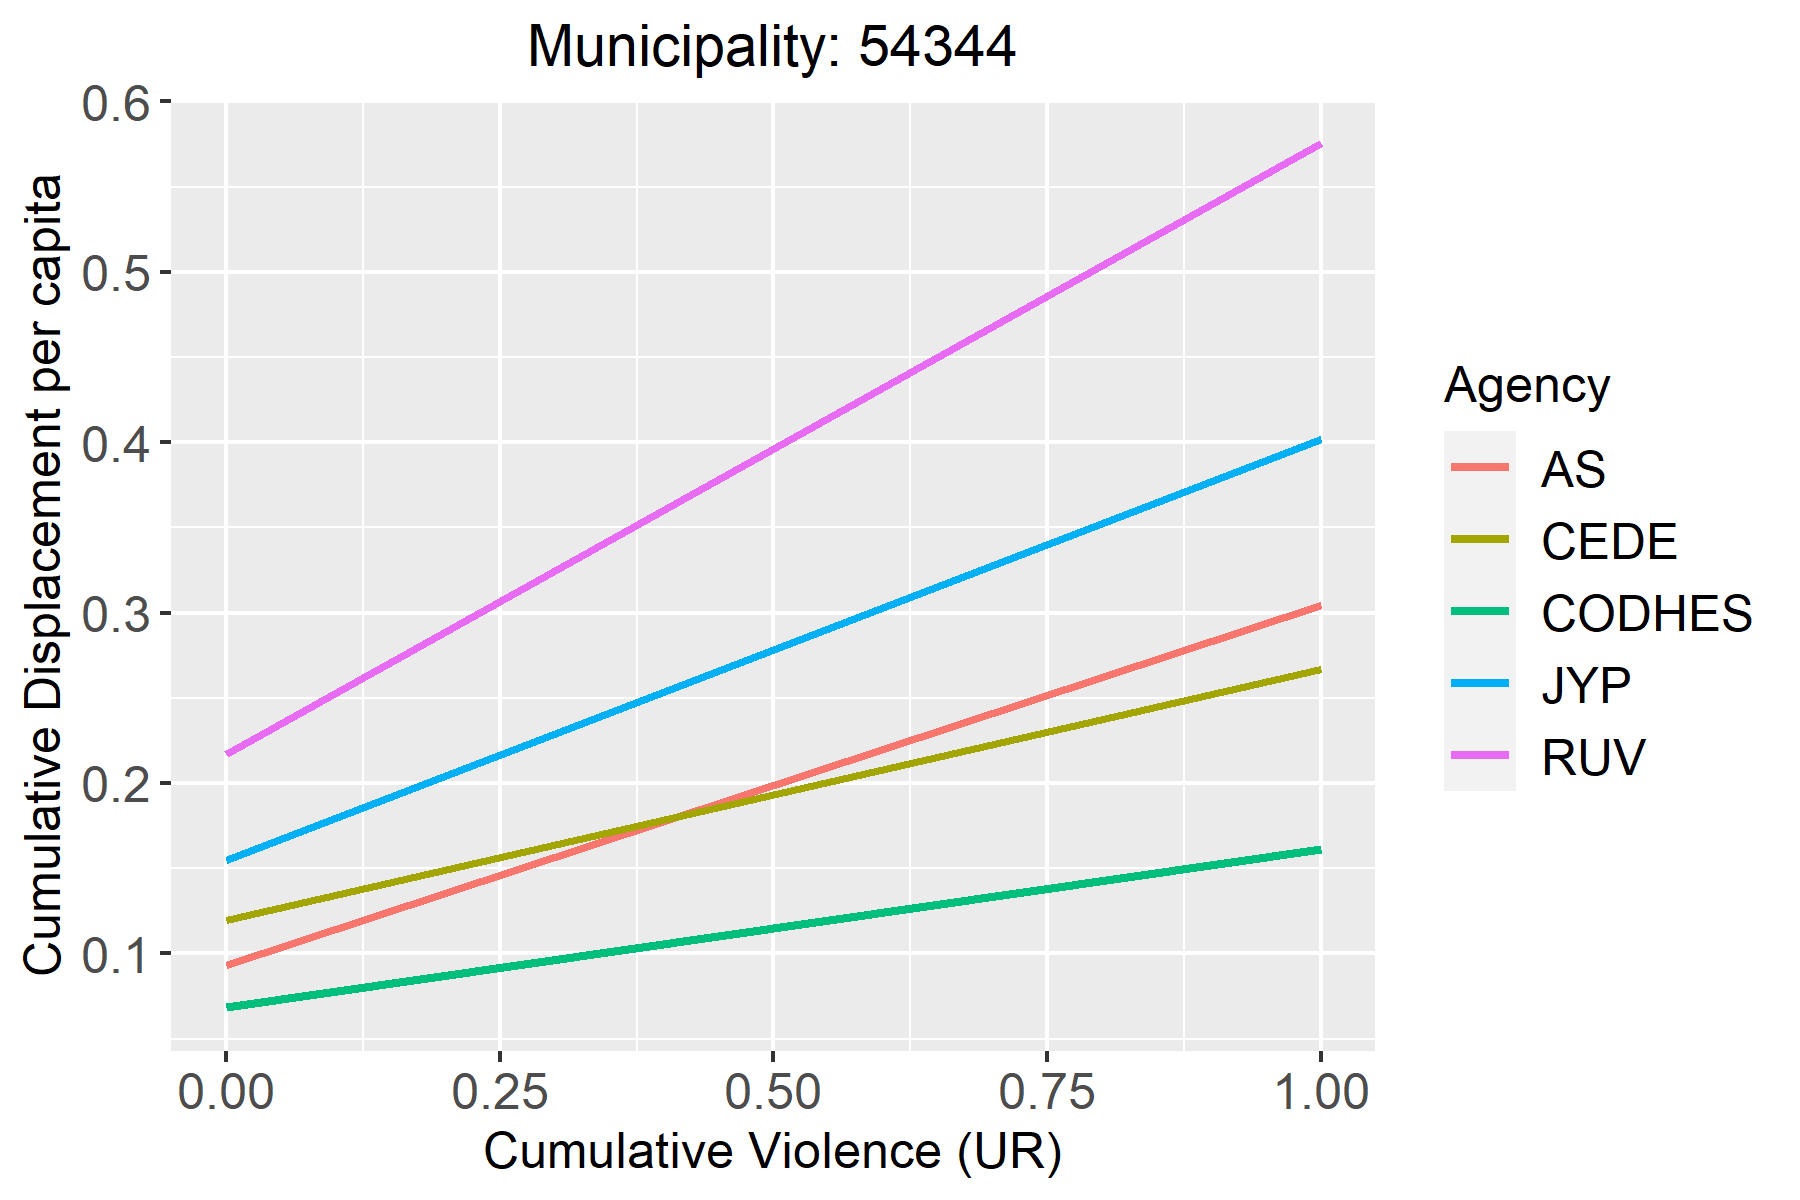 Municipality: 54344
0.6
0.5
0.4
0.3
0.2
0.1
Cumulative Displacement per capita
0.00 0.25 0.50 0.75 1.00
Cumulative Violence (UR)
Agency
AS
CEDE
CODHES
JYP
RUV